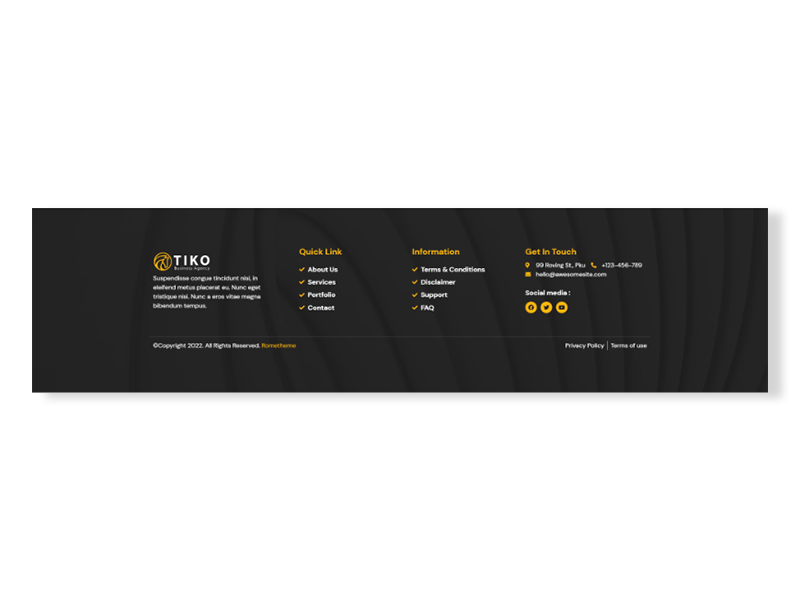 TIKO
Business Agency
Suspendisse congue tincidunt nisi, in
eleifend metus placerat eu. Nunc eget
tristique nisi. Nunc a eros vitae magna
bibendum tempus.
Quick Link
About Us
Services
Portfolio
Contact
Information
Terms & Conditions
Disclaimer
Support
FAQ
Get In Touch
99 Roving St., Pku +123-456-789
hello@awesomesite.com
Social media :
©Copyright 2022. All Rights Reserved. Rometheme
Privacy Policy | Terms of use